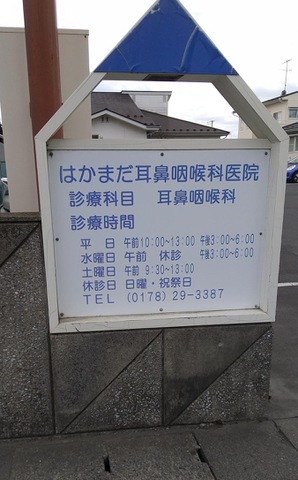 はかまだ耳鼻咽喉科医院
診療科目 耳鼻咽喉科
診療時間
平日 午前10:00~13:00 午後3:00~6:00
水曜日 午前 休診 午後3:00~6:00
土曜日 午前 9:30~13:00
休診日 日曜・祝祭日
TEL (0178) 29-3387